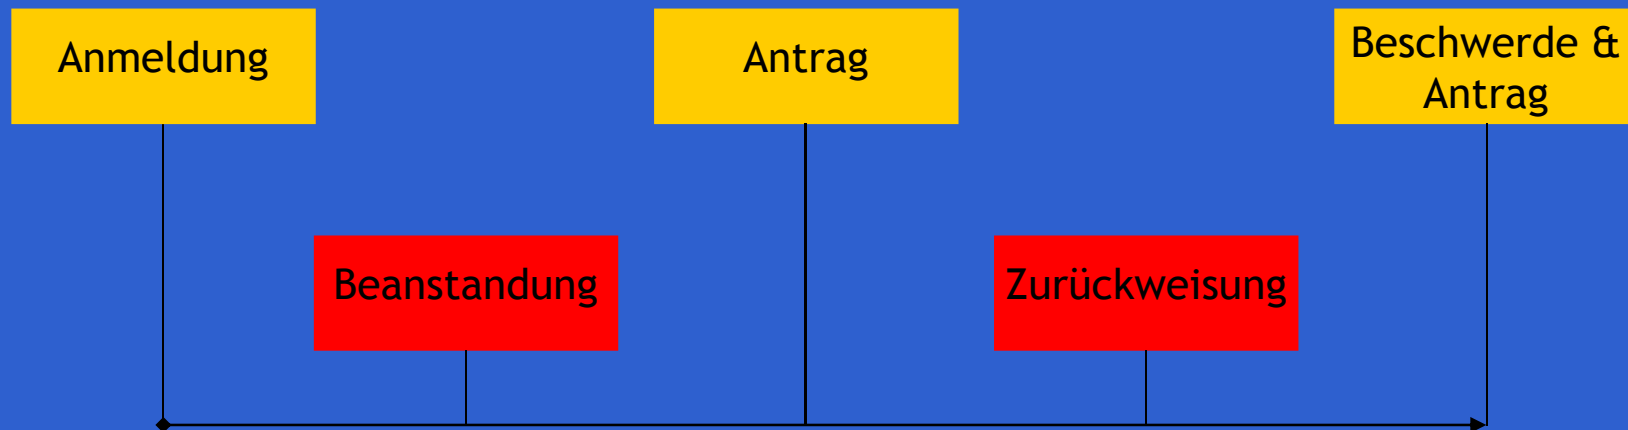 Anmeldung
Antrag
Beschwerde &
Antrag
Beanstandung
Zurückweisung